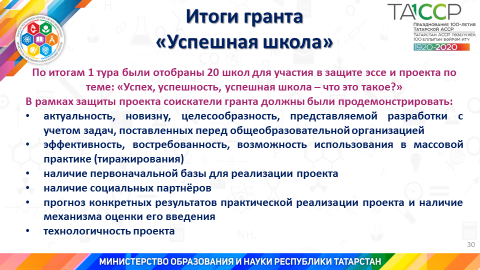 Итоги гранта
«Успешная школа»
ТАССР
ПРАЗДНОВАНИЕ 100-ЛЕТИЯ
ТАТАРСКОЙ АССР
1920-2020
По итогам 1 тура были отобраны 20 школ для участия в защите эссе и проекта по
теме: «Успех, успешность, успешная школа – что это такое?»
В рамках защиты проекта соискатели гранта должны были продемонстрировать:
• актуальность, новизну, целесообразность, представляемой разработки с
учетом задач, поставленных перед общеобразовательной организацией
• эффективность, востребованность, возможность использования в массовой
практике (тиражирования)
• наличие первоначальной базы для реализации проекта
• наличие социальных партнёров
• прогноз конкретных результатов практической реализации проекта и наличие
механизма оценки его введения
• технологичность проекта
30
МИНИСТЕРСТВО ОБРАЗОВАНИЯ И НАУКИ РЕСПУБЛИКИ ТАТАРСТАН